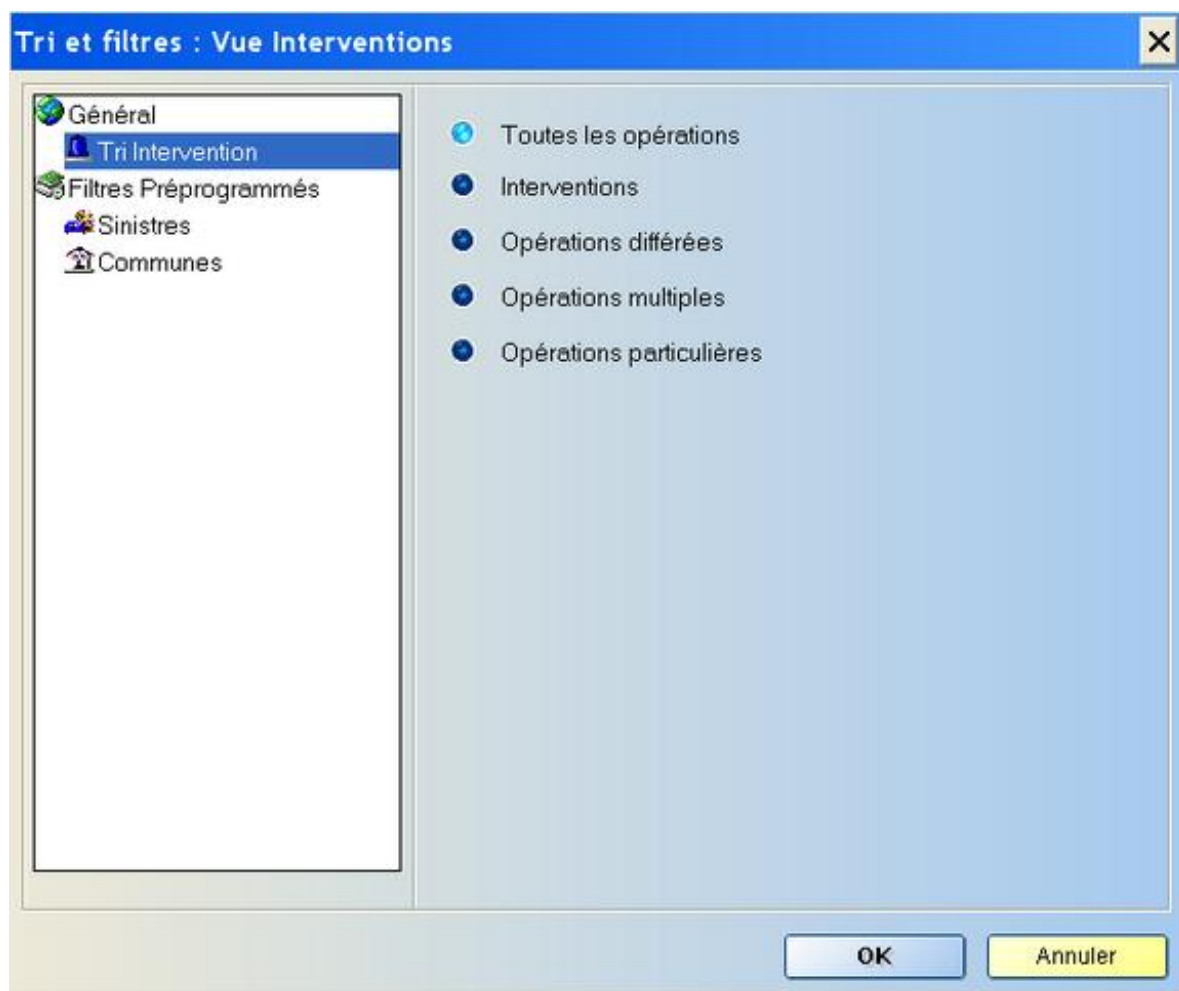 Tri et filtres : Vue Interventions
Général
Tri Intervention
Filtres Préprogrammés
Sinistres
Communes
Toutes les opérations
Interventions
Opérations différées
Opérations multiples
Opérations particulières
OK
Annuler